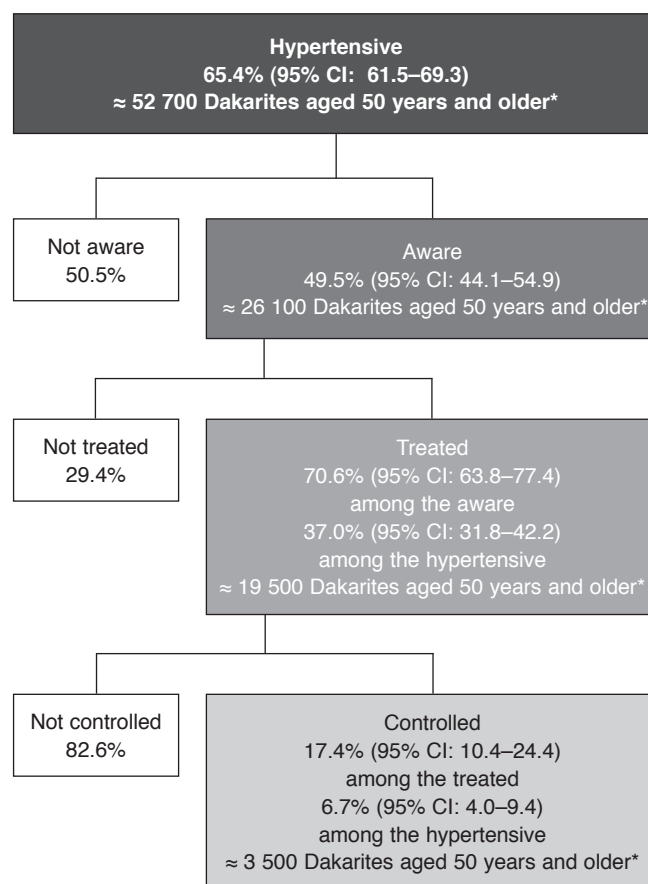 Hypertensive
65.4% (95% CI: 61.5–69.3)
≈ 52 700 Dakarites aged 50 years and older*
Not aware
50.5%
Aware
49.5% (95% CI: 44.1–54.9)
≈ 26 100 Dakarites aged 50 years and older*
Not treated
29.4%
Treated
70.6% (95% CI: 63.8–77.4)
among the aware
37.0% (95% CI: 31.8–42.2)
among the hypertensive
≈ 19 500 Dakarites aged 50 years and older*
Not controlled
82.6%
Controlled
17.4% (95% CI: 10.4–24.4)
among the treated
6.7% (95% CI: 4.0–9.4)
among the hypertensive
≈ 3 500 Dakarites aged 50 years and older*